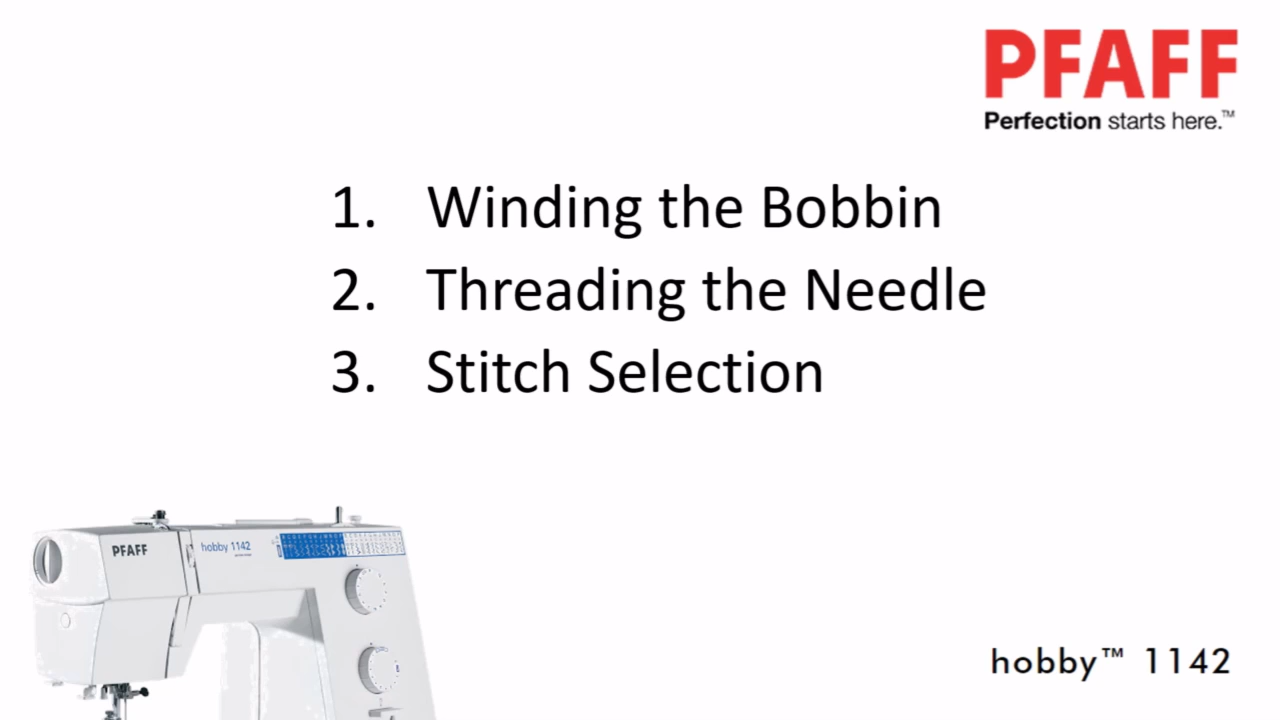 PFAFF
Perfection starts here.™
1. Winding the Bobbin
2. Threading the Needle
3. Stitch Selection
PFAFF
hobby 1142
hobby™ 1142